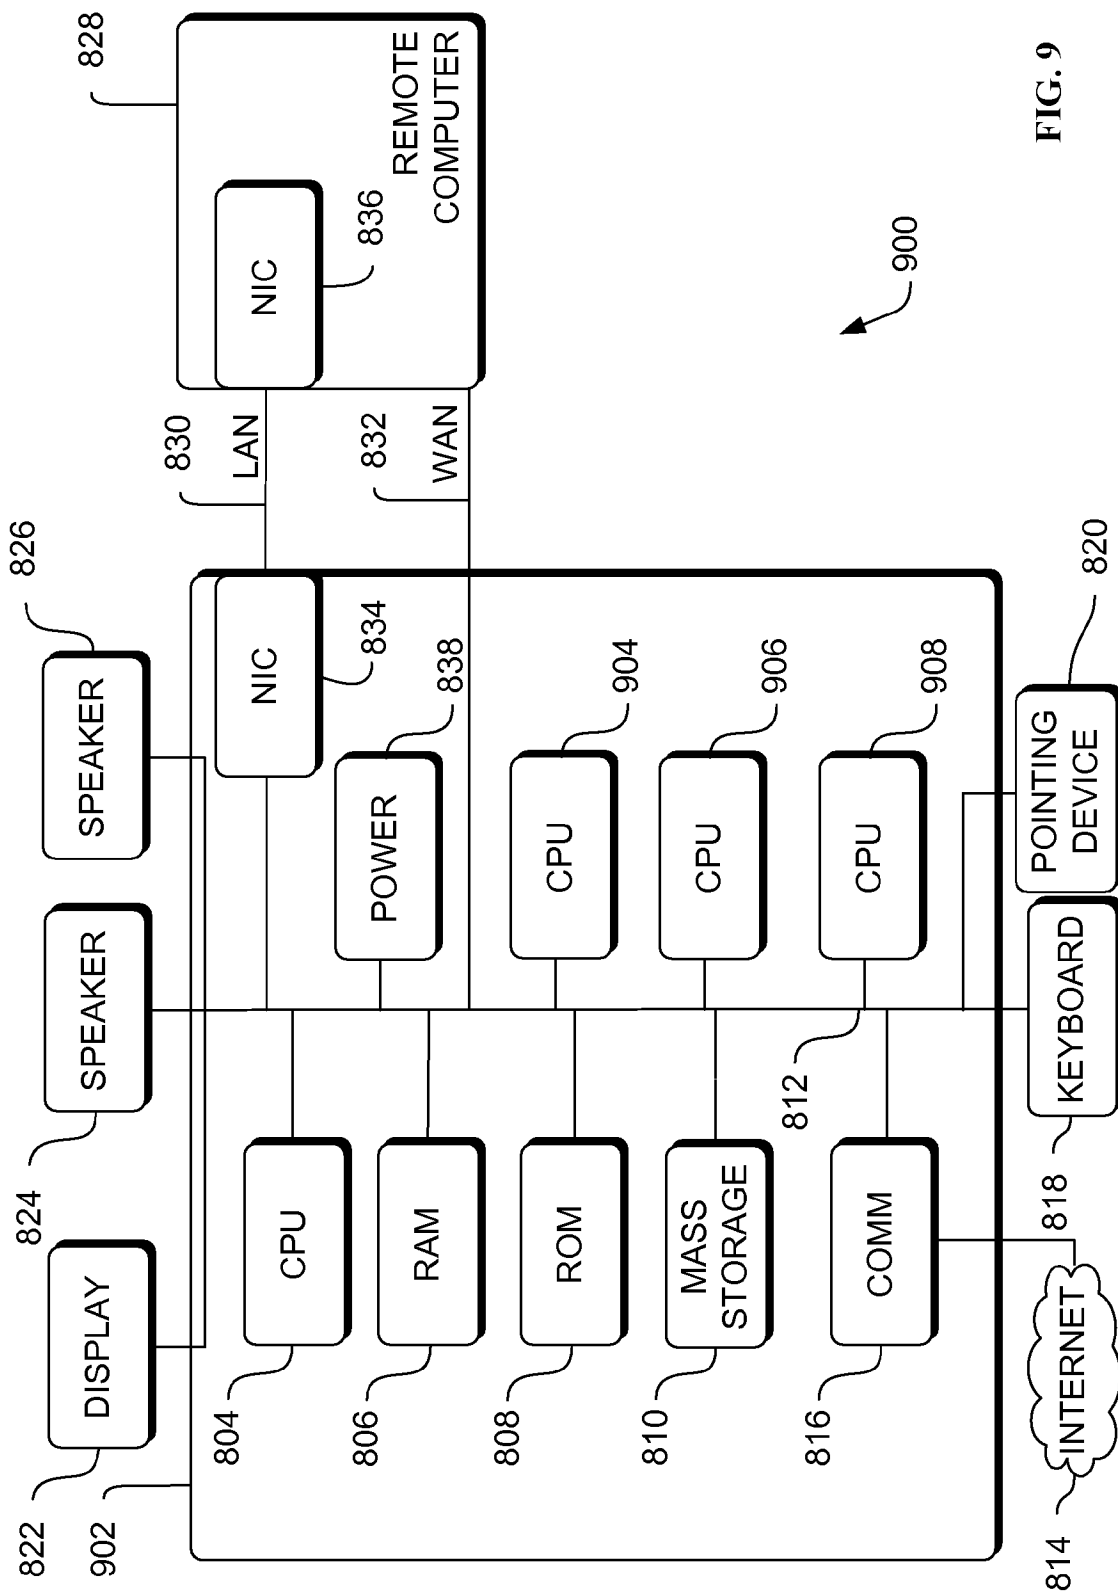 822
824
826
902
DISPLAY
SPEAKER
SPEAKER
828
830
LAN
804
CPU
NIC
834
NIC
836
832
WAN
REMOTE
COMPUTER
806
RAM
POWER
838
808
ROM
CPU
904
810
MASS
STORAGE
CPU
906
812
816
COMM
CPU
908
900
814
INTERNET
818
KEYBOARD
POINTING
DEVICE
820
FIG. 9